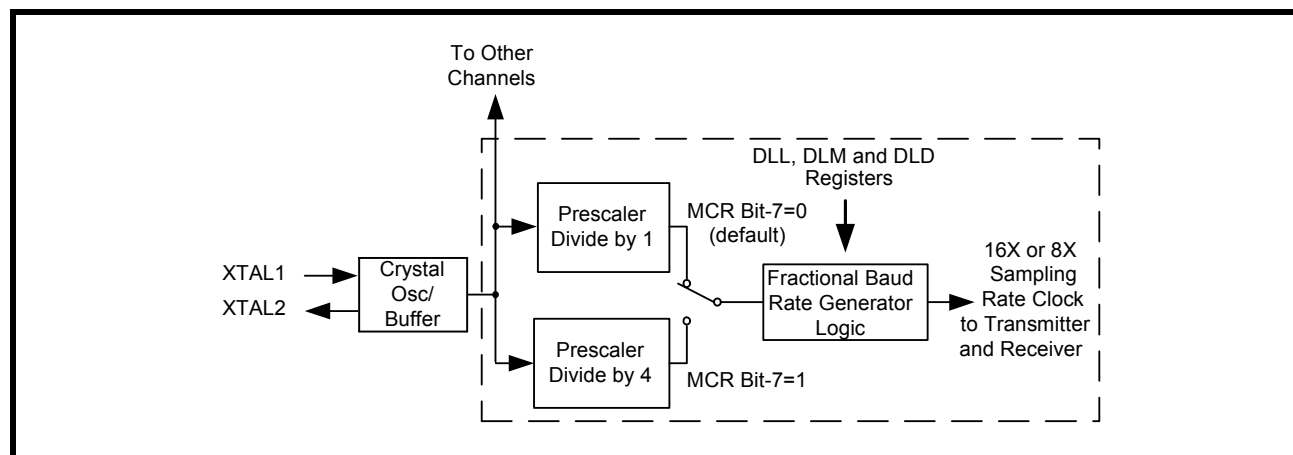 To Other
Channels
DLL, DLM and DLD
Registers
Prescaler
Divide by 1
MCR Bit-7=0
(default)
XTAL1
XTAL2
Crystal
Osc/
Buffer
Fractional Baud
Rate Generator
Logic
16X or 8X
Sampling
Rate Clock
to Transmitter
and Receiver
Prescaler
Divide by 4
MCR Bit-7=1